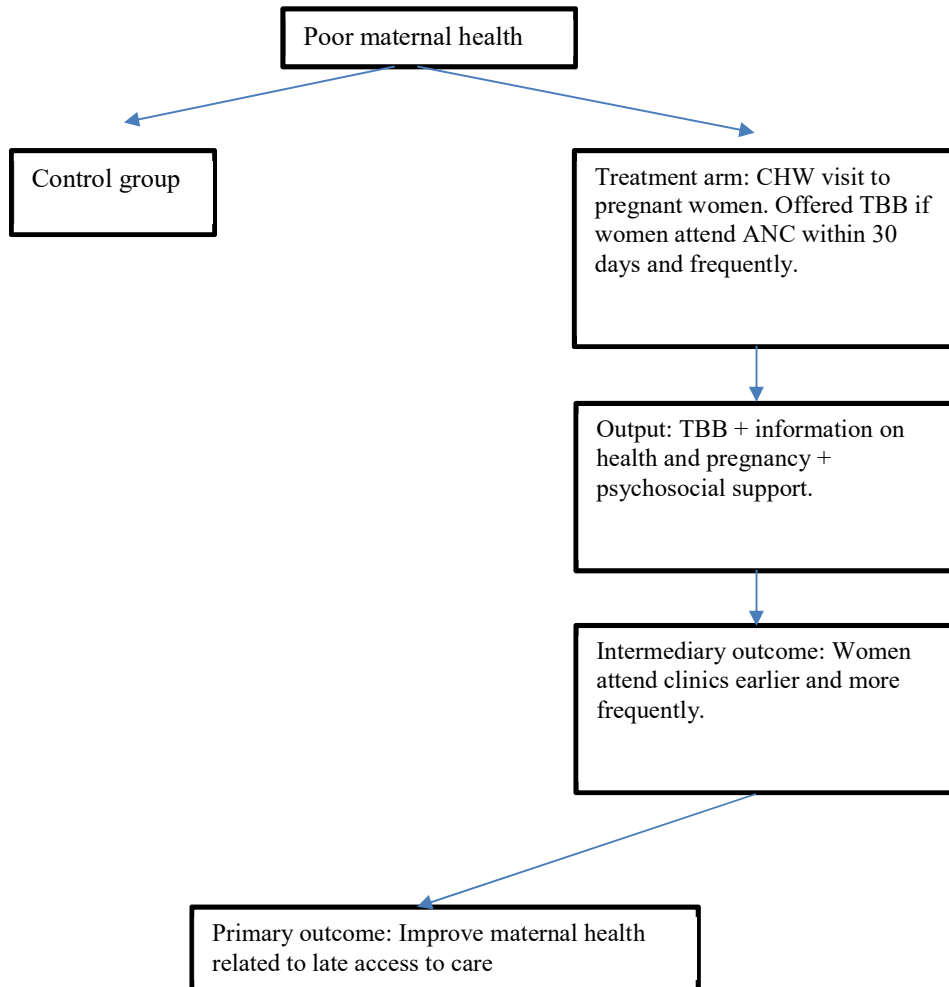 Poor maternal health
Control group
Treatment arm: CHW visit to
pregnant women. Offered TBB if
women attend ANC within 30
days and frequently.
Output: TBB + information on
health and pregnancy +
psychosocial support.
Intermediary outcome: Women
attend clinics earlier and more
frequently.
Primary outcome: Improve maternal health
related to late access to care